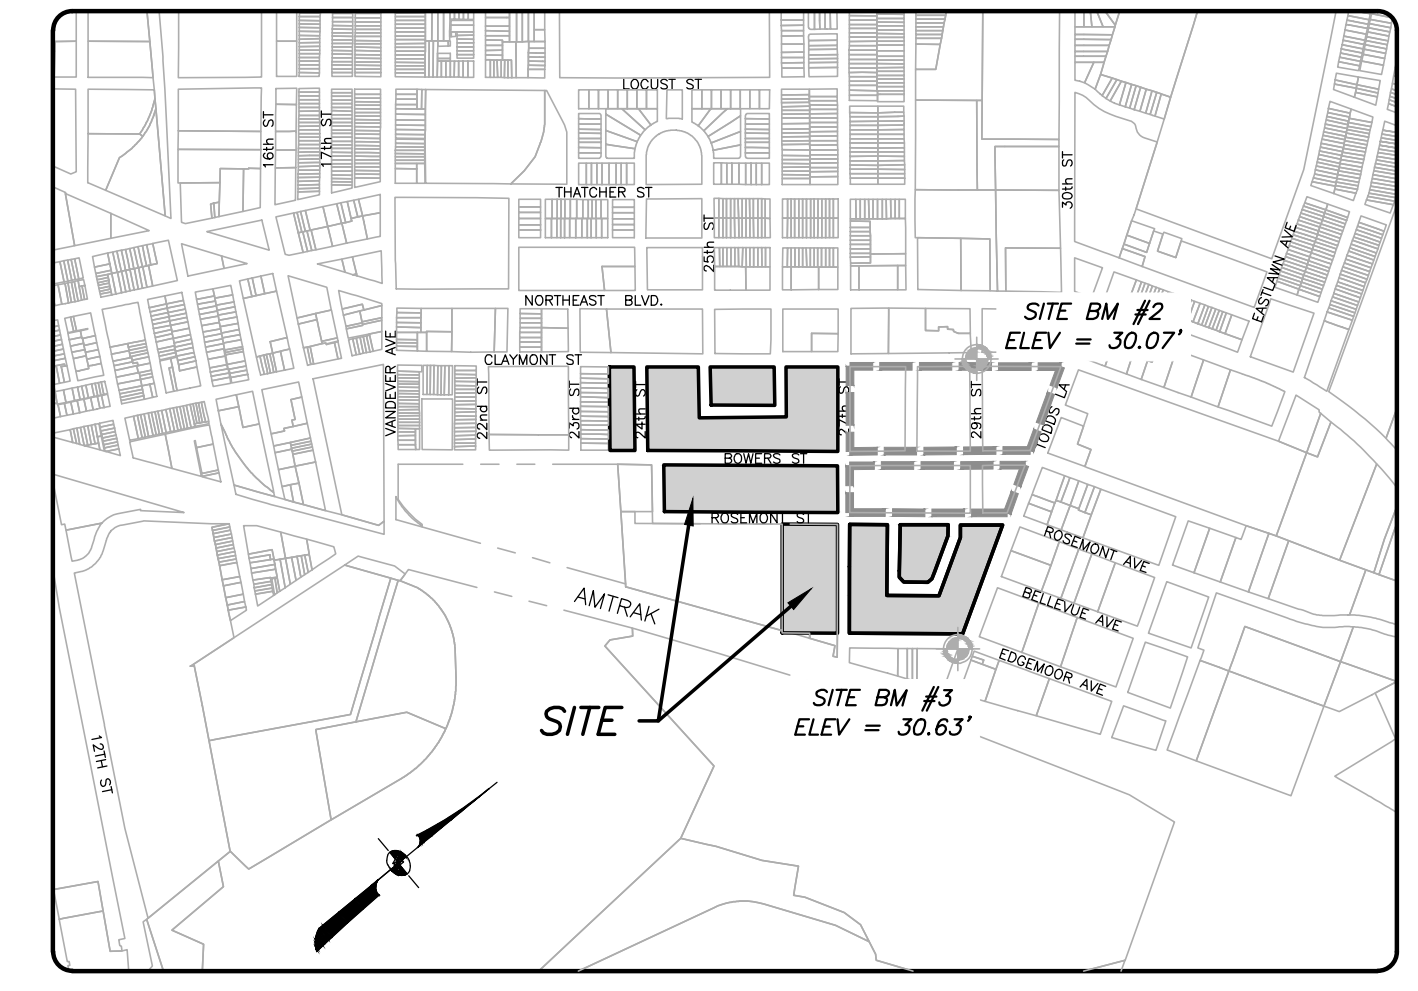 LOCUST ST
16th ST
17th ST
30th ST
THATCHER ST
25th ST
EASTLAWN AVE
NORTHEAST BLVD.
SITE BM #2
ELEV = 30.07'
VANDEVER AVE
CLAYMONT ST
22nd ST
23rd ST
24th ST
27th ST
29th ST
TODDS LA
BOWERS ST
ROSEMONT ST
ROSEMONT AVE
AMTRAK
BELLEVUE AVE
EDGEMOOR AVE
SITE BM #3
ELEV = 30.63'
SITE
12TH ST